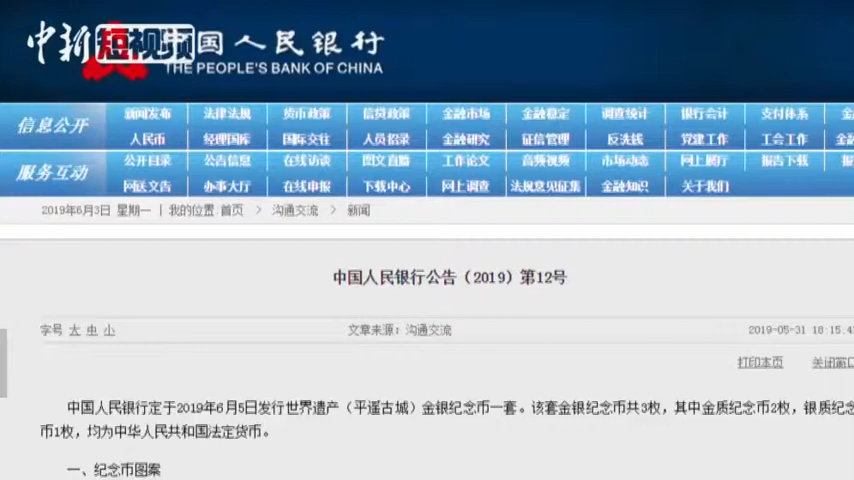 中新短视频
中国人民银行
THE PEOPLE'S BANK OF CHINA
信息公开 新闻发布 法律法规 货币政策 信贷政策 金融市场 金融稳定 调查统计 银行会计 支付体系
人民币 经理国库 国际交往 人员招录 金融研究 征信管理 反洗钱 党建工作 工会工作
服务互动 公开目录 公告信息 在线访谈 图文直播 工作论文 音频视频 市场动态 网上展厅 报告下载
网送文告 办事大厅 在线申报 下载中心 网上调查 法规意见征集 金融知识 关于我们
2019年6月3日 星期一 | 我的位置 首页 > 沟通交流 > 新闻
中国人民银行公告（2019）第12号
字号 大 中 小 文章来源：沟通交流 2019-05-31 18:15:4
打印本页 关闭窗口
中国人民银行定于2019年6月5日发行世界遗产（平遥古城）金银纪念币一套。该套金银纪念币共3枚，其中金质纪念币2枚，银质纪念
币1枚，均为中华人民共和国法定货币。
一、纪念币图案